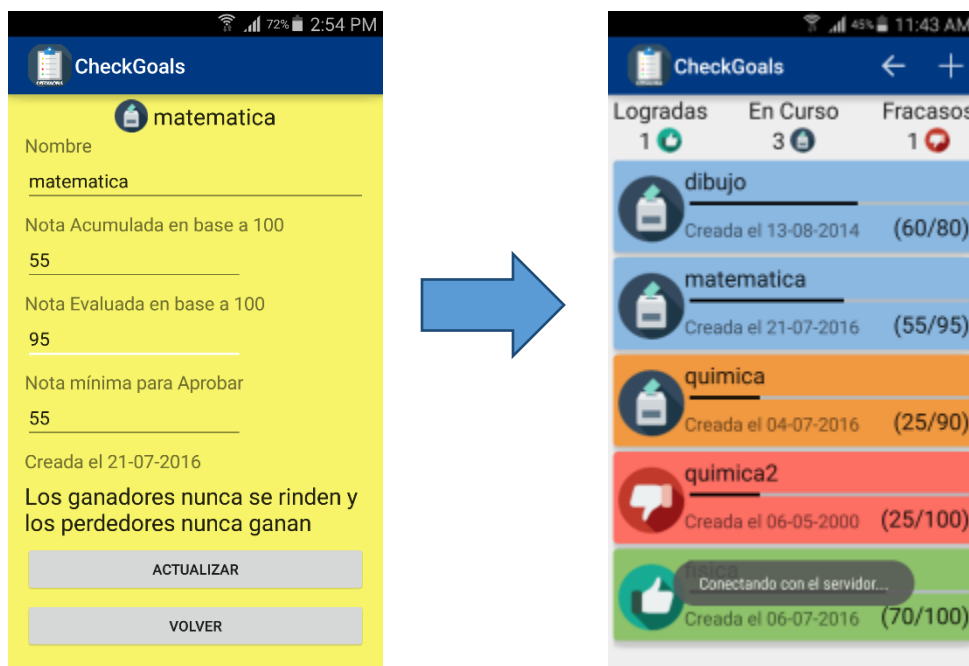 72% 2:54 PM
CheckGoals
matematica
Nombre
matematica
Nota Acumulada en base a 100
55
Nota Evaluada en base a 100
95
Nota mínima para Aprobar
55
Creada el 21-07-2016
Los ganadores nunca se rinden y
los perdedores nunca ganan
ACTUALIZAR
VOLVER
45% 11:43 AM
CheckGoals
Logradas En Curso Fracasos
1 3 1
dibujo
Creada el 13-08-2014 (60/80)
matematica
Creada el 21-07-2016 (55/95)
quimica
Creada el 04-07-2016 (25/90)
quimica2
Creada el 06-05-2000 (25/100)
fisica
Conectando con el servidor...
Creada el 06-07-2016 (70/100)